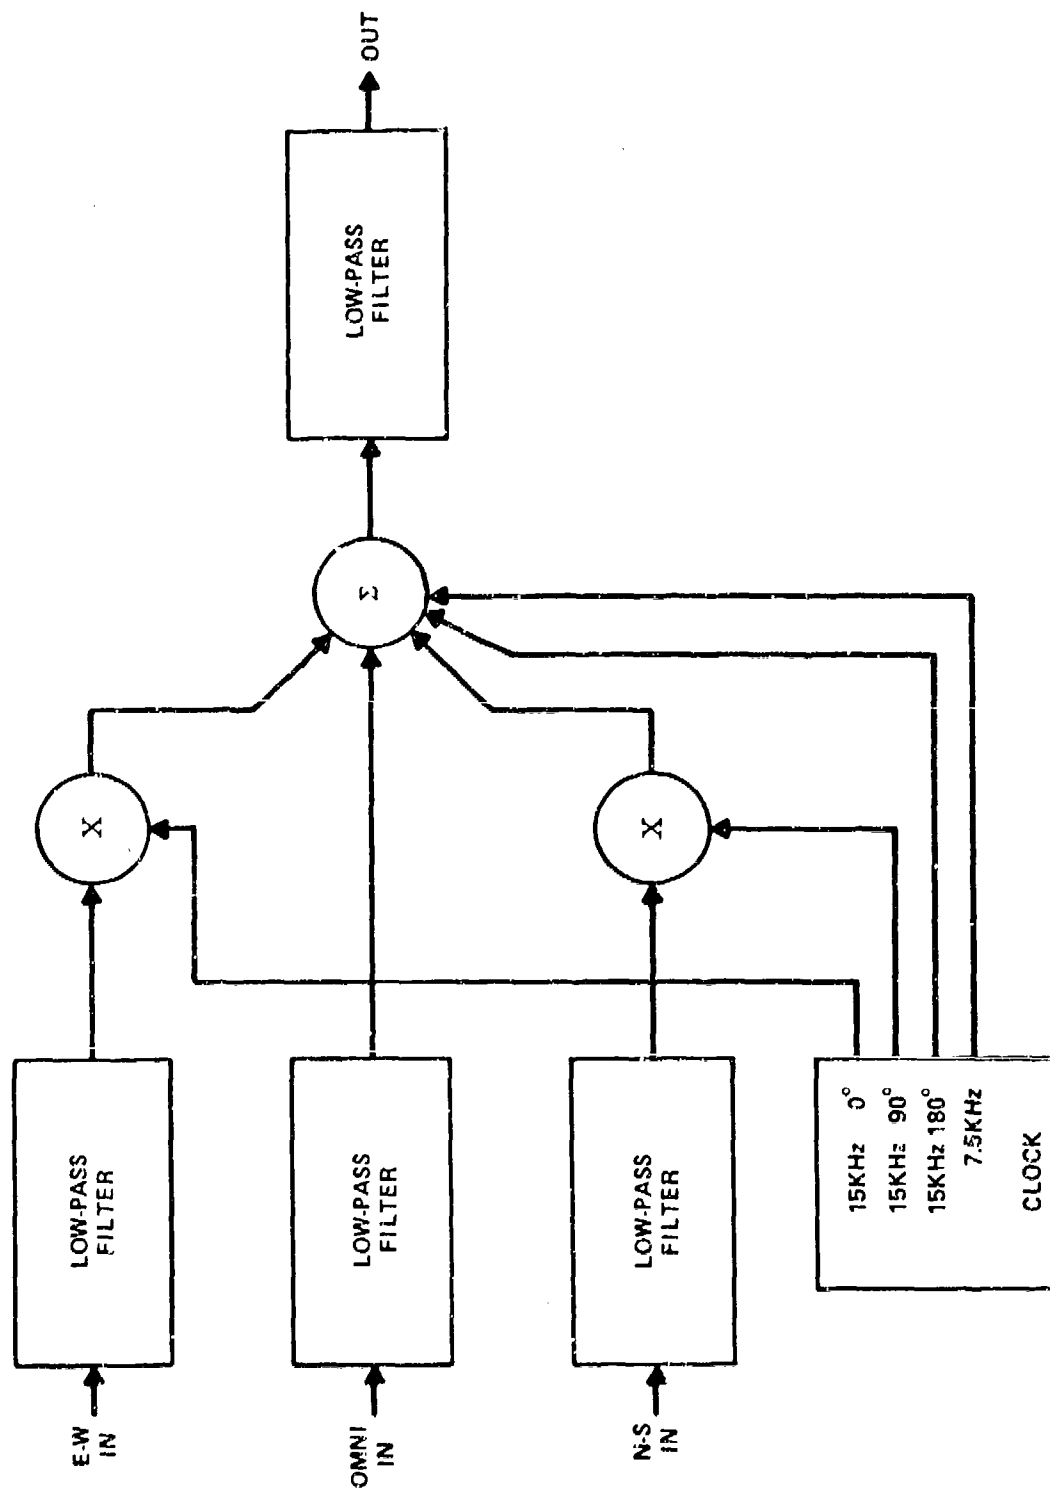 E-W
IN
LOW-PASS
FILTER
X
OMNI
IN
LOW-PASS
FILTER
Σ
LOW-PASS
FILTER
OUT
N-S
IN
LOW-PASS
FILTER
X
15KHz 0°
15KHz 90°
15KHz 180°
7.5KHz
CLOCK